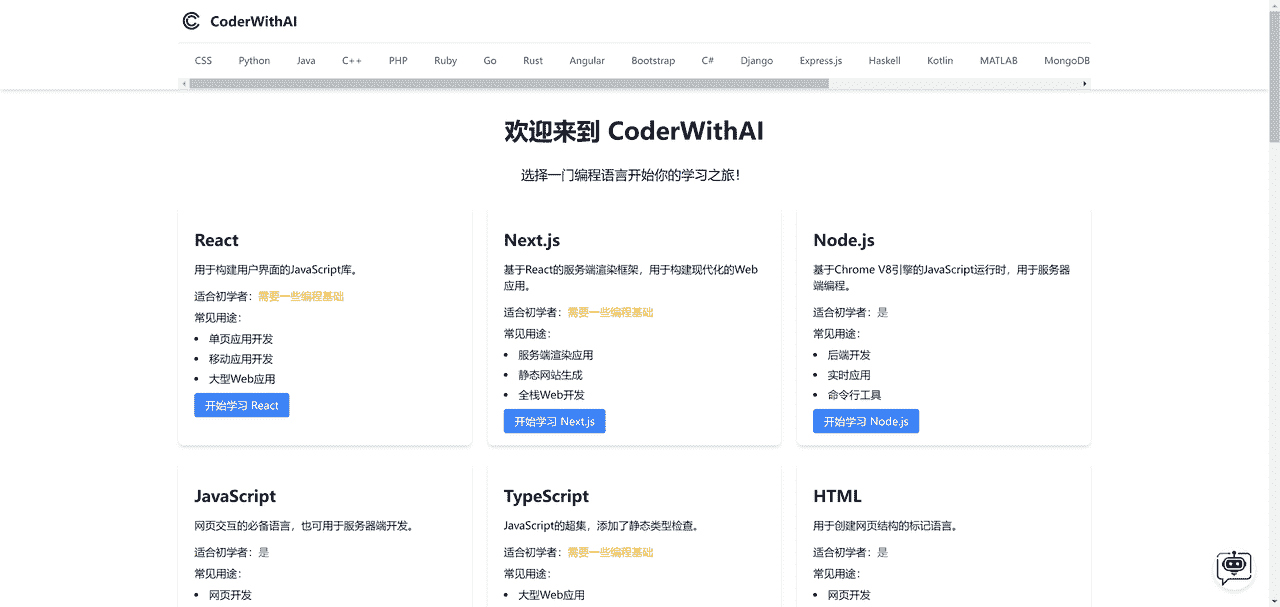 CoderWithAI
CSS Python Java C++ PHP Ruby Go Rust Angular Bootstrap C# Django Express.js Haskell Kotlin MATLAB MongoDB
欢迎来到 CoderWithAI
选择一门编程语言开始你的学习之旅!
React
用于构建用户界面的JavaScript库。
适合初学者：需要一些编程基础
常见用途：
单页应用开发
移动应用开发
大型Web应用
开始学习 React
Next.js
基于React的服务端渲染框架，用于构建现代化的Web
应用。
适合初学者：需要一些编程基础
常见用途：
服务端渲染应用
静态网站生成
全栈Web开发
开始学习 Next.js
Node.js
基于Chrome V8引擎的JavaScript运行时，用于服务器
端编程。
适合初学者：是
常见用途：
后端开发
实时应用
命令行工具
开始学习 Node.js
JavaScript
网页交互的必备语言，也可用于服务器端开发。
适合初学者：是
常见用途：
网页开发
TypeScript
JavaScript的超集，添加了静态类型检查。
适合初学者：需要一些编程基础
常见用途：
大型Web应用
HTML
用于创建网页结构的标记语言。
适合初学者：是
常见用途：
网页开发